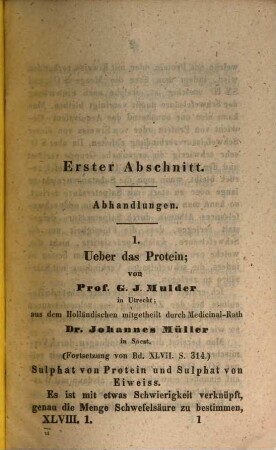 Erster Abschnitt.
Abhandlungen.
1.
Ueber das Protein;
von
Prof. G. J. Mulder
in Utrecht;
aus dem Holländischen mitgetheilt durch Medicinal-Rath
Dr. Johannes Müller
in Soest.
(Fortsetzung von Bd. XLVII. S. 314.)
Sulphat von Protein und Sulphat von
Eiweiss.
Es ist mit etwas Schwierigkeit verknüpft,
genau die Menge Schwefelsäure zu bestimmen,
XLVIII. 1. 1